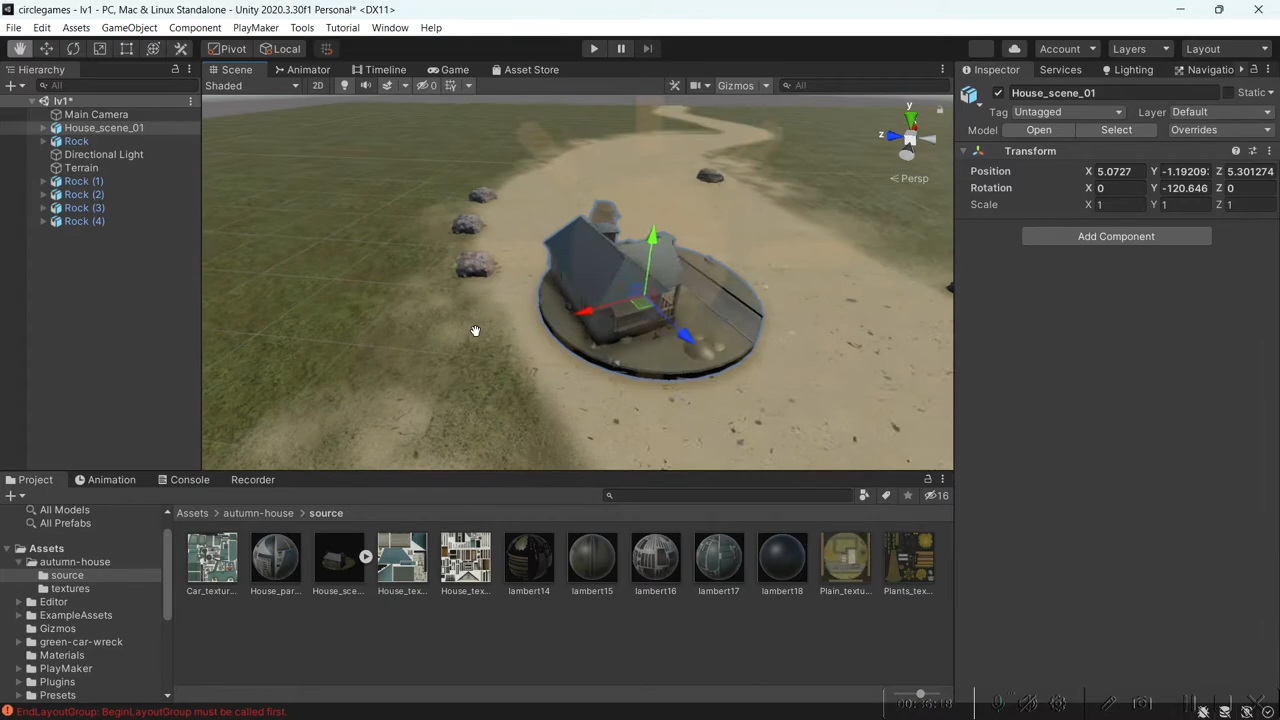 circlegames - lv1 - PC, Mac & Linux Standalone - Unity 2020.3.30f1 Personal* <DX11>
File Edit Assets GameObject Component PlayMaker Tools Tutorial Window Help
Pivot Local Account Layers Layout
Hierarchy Scene Animator Timeline Game Asset Store Inspector Services Lighting Navigatio
All Shaded 2D 0 Gizmos All House_scene_01 Static
lv1*
Main Camera
House_scene_01
Rock
Directional Light
Terrain
Rock (1)
Rock (2)
Rock (3)
Rock (4)
y
z
Persp
Tag Untagged Layer Default
Model Open Select Overrides
Transform
Position X 5.0727 Y -1.19209: Z 5.301274
Rotation X 0 Y -120.646 Z 0
Scale X 1 Y 1 Z 1
Add Component
Project Animation Console Recorder
16
All Models
All Prefabs
Assets
autumn-house
source
textures
Editor
ExampleAssets
Gizmos
green-car-wreck
Materials
PlayMaker
Plugins
Presets
Assets autumn-house source
Car_textur... House_par... House_sce... House_tex... House_tex... lambert14 lambert15 lambert16 lambert17 lambert18 Plain_textu... Plants_tex...
EndLayoutGroup: BeginLayoutGroup must be called first.
00:36:18